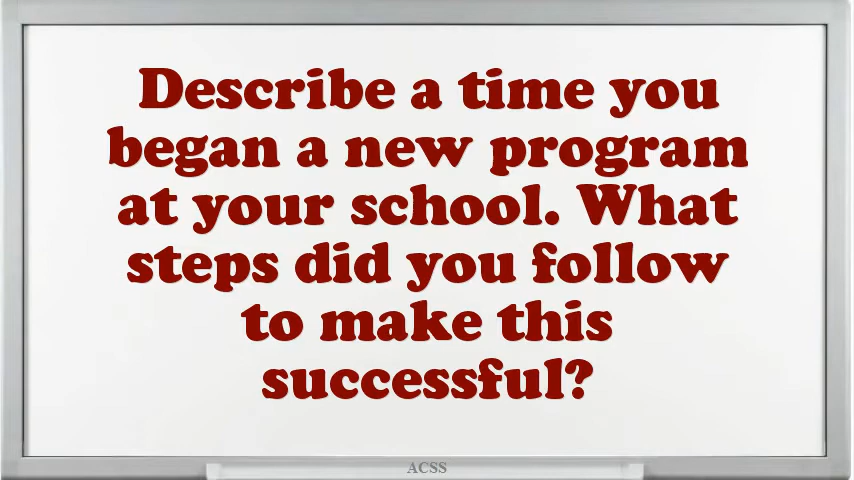 Describe a time you
began a new program
at your school. What
steps did you follow
to make this
successful?
ACSS